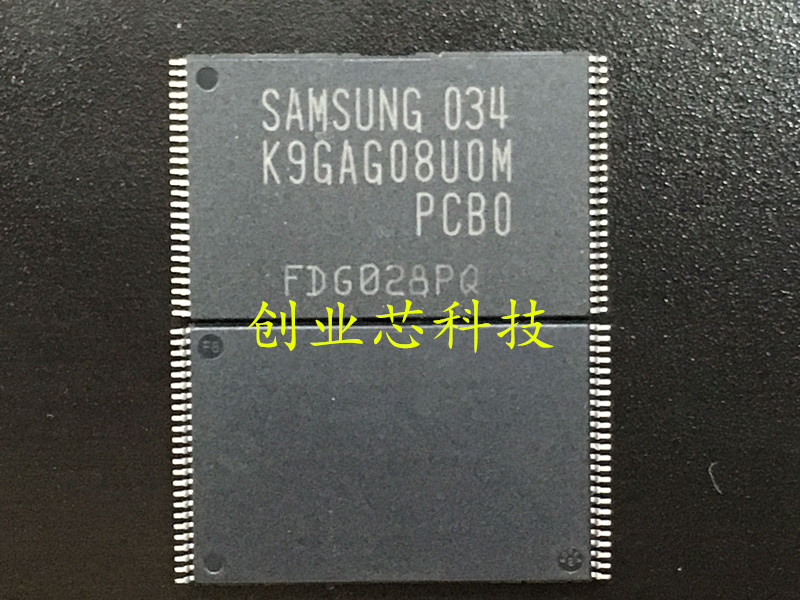 SAMSUNG 034
K9GAG08U0M
PCB0
FDG028PQ
创业芯科技